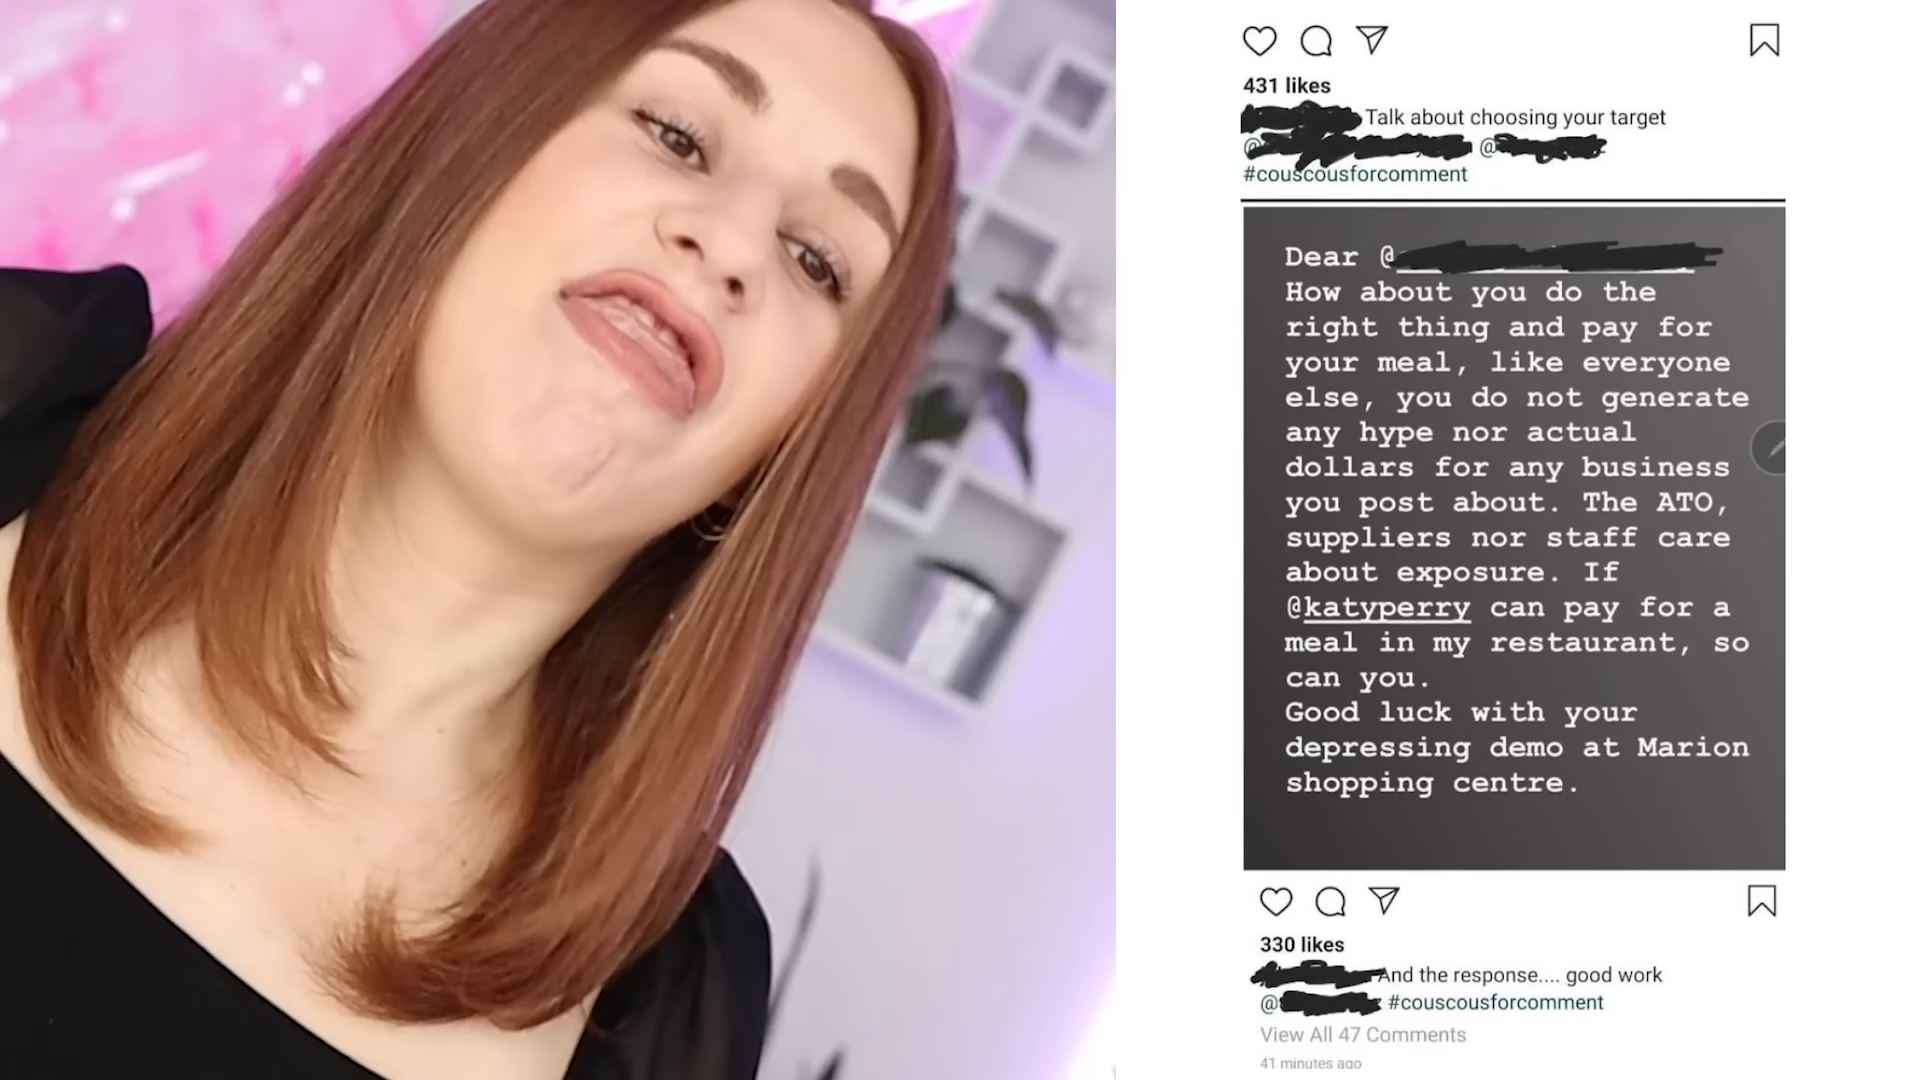 431 likes
Talk about choosing your target
@ @
#couscousforcomment
Dear @
How about you do the
right thing and pay for
your meal, like everyone
else, you do not generate
any hype nor actual
dollars for any business
you post about. The ATO,
suppliers nor staff care
about exposure. If
@katyperry can pay for a
meal in my restaurant, so
can you.
Good luck with your
depressing demo at Marion
shopping centre.
330 likes
And the response.... good work
@ #couscousforcomment
View All 47 Comments
41 minutes ago